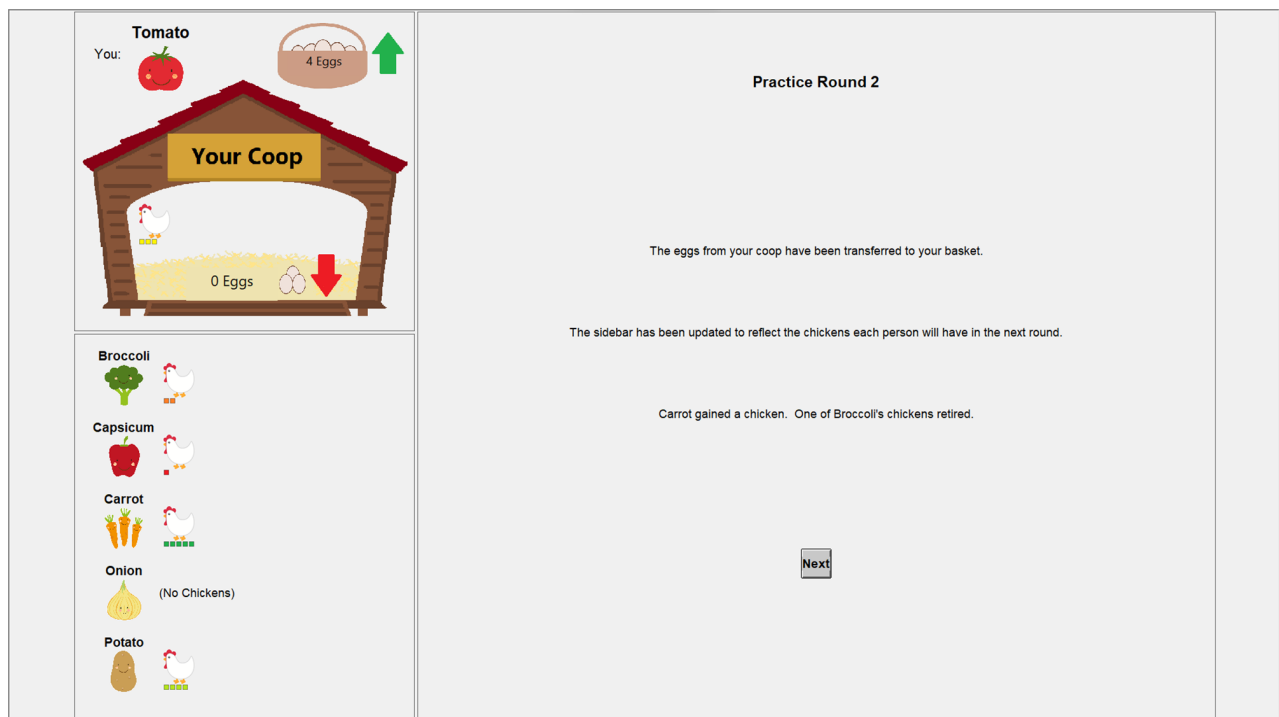 Tomato
You:
4 Eggs
Your Coop
0 Eggs
Broccoli
Capsicum
Carrot
Onion
(No Chickens)
Potato
Practice Round 2
The eggs from your coop have been transferred to your basket.
The sidebar has been updated to reflect the chickens each person will have in the next round.
Carrot gained a chicken.  One of Broccoli's chickens retired.
Next